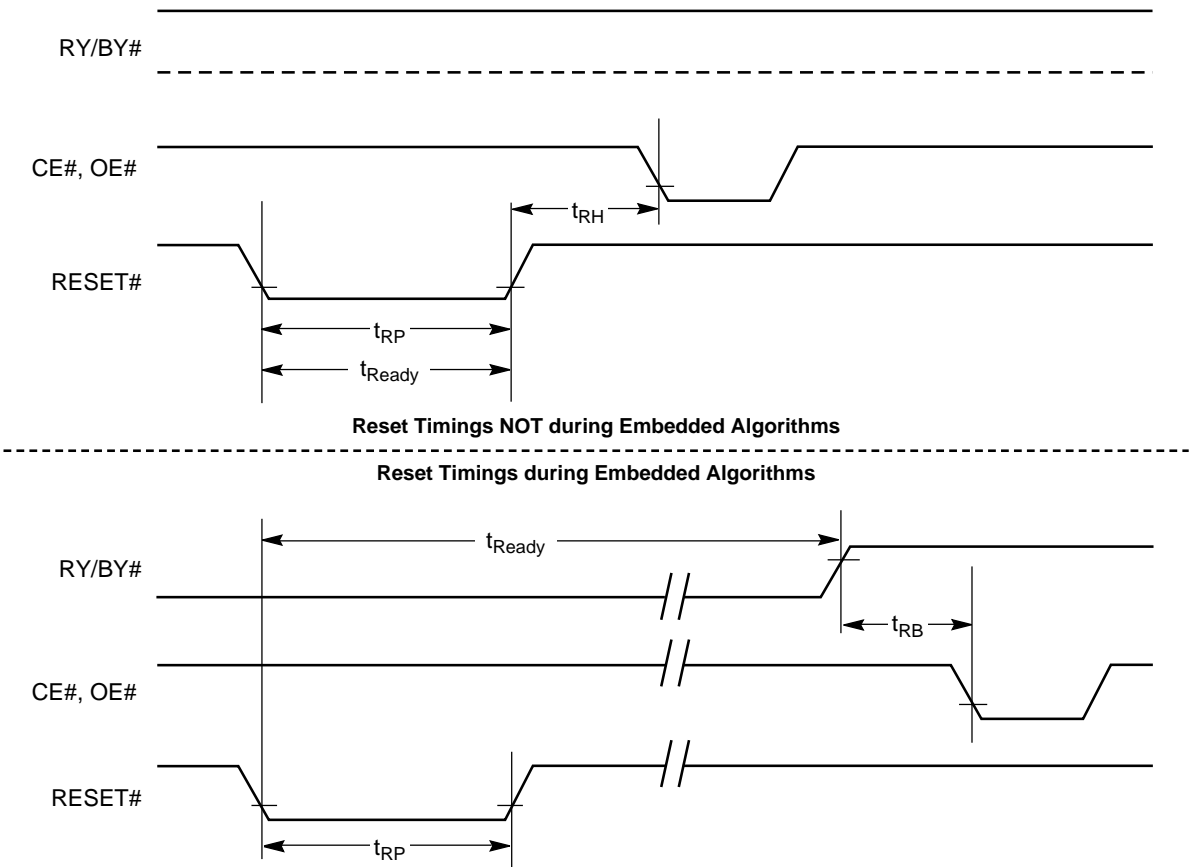 RY/BY#
CE#, OE#
tRH
RESET#
tRP
tReady
Reset Timings NOT during Embedded Algorithms
Reset Timings during Embedded Algorithms
tReady
RY/BY#
tRB
CE#, OE#
RESET#
tRP